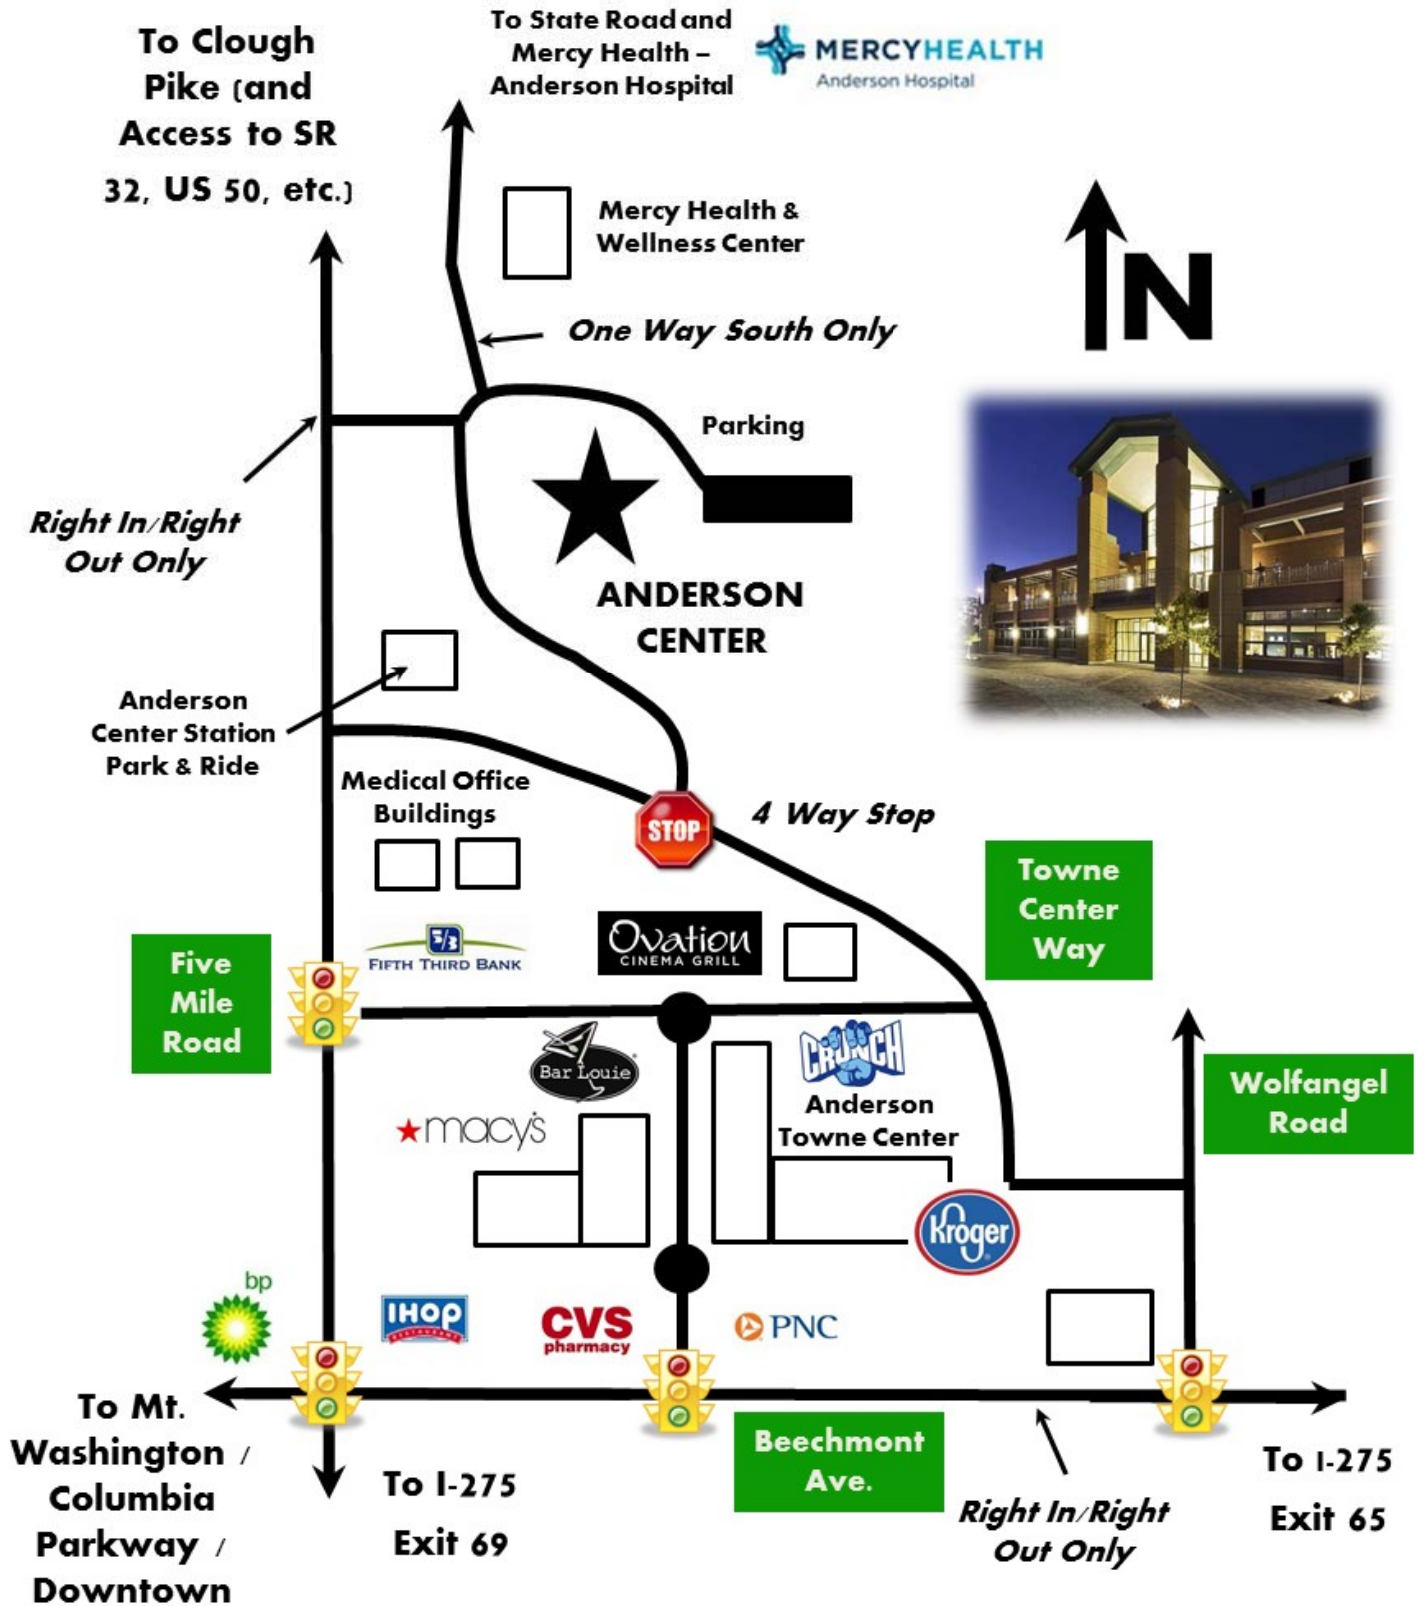 To Clough
Pike (and
Access to SR
32, US 50, etc.)
To State Road and
Mercy Health –
Anderson Hospital
MERCYHEALTH
Anderson Hospital
Mercy Health &
Wellness Center
One Way South Only
N
Parking
Right In/Right
Out Only
ANDERSON
CENTER
Anderson
Center Station
Park & Ride
Medical Office
Buildings
STOP
4 Way Stop
Towne
Center
Way
Five
Mile
Road
5/3
FIFTH THIRD BANK
Ovation
CINEMA GRILL
Bar Louie
CRUNCH
Anderson
Towne Center
macy's
Wolfangel
Road
Kroger
bp
IHOP
RESTAURANT
CVS
pharmacy
PNC
To Mt.
Washington /
Columbia
Parkway /
Downtown
To I-275
Exit 69
Beechmont
Ave.
Right In/Right
Out Only
To I-275
Exit 65